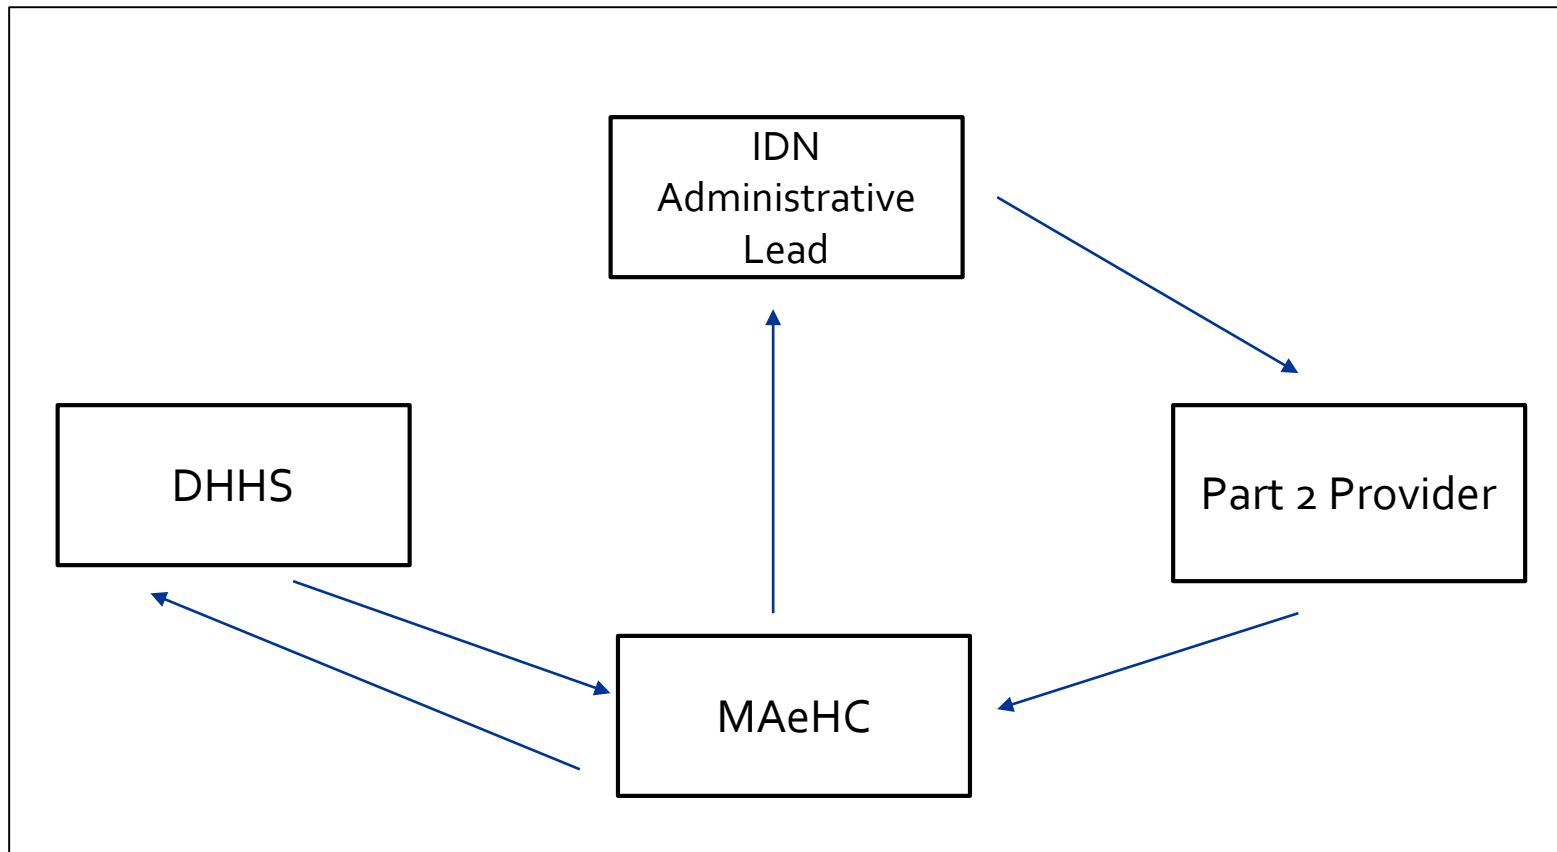 IDN
Administrative
Lead
DHHS
Part 2 Provider
MAeHC